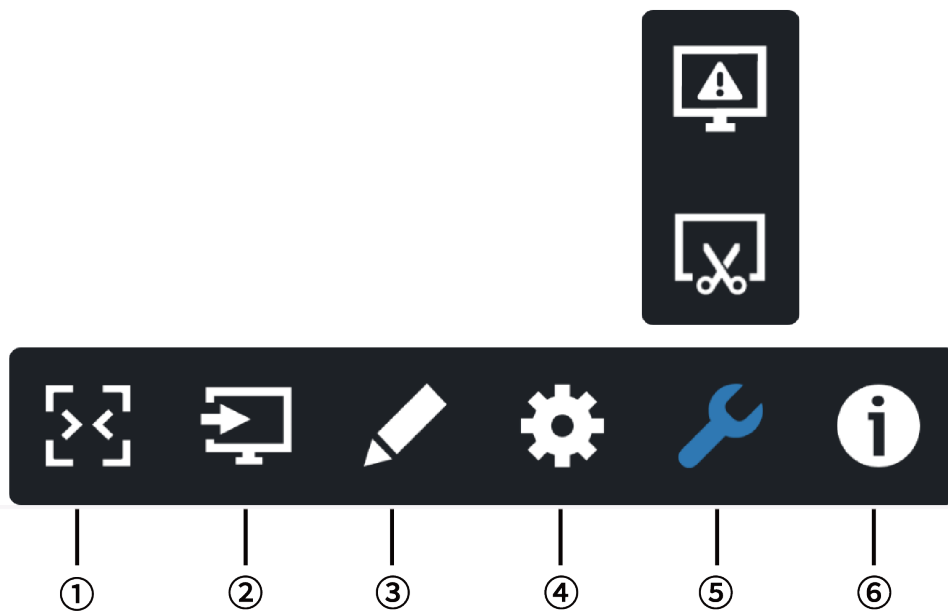 ① ② ③ ④ ⑤ ⑥